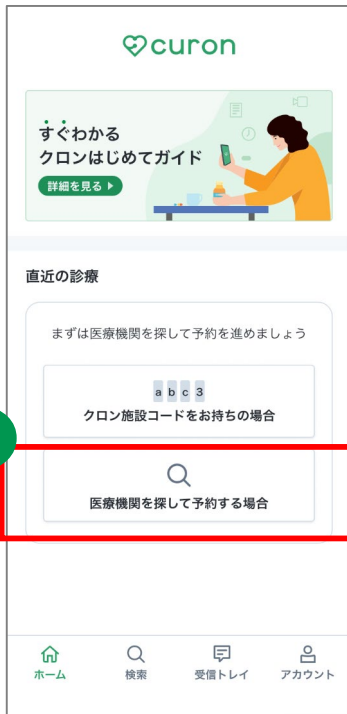 curon
すぐわかる
クロンはじめてガイド
詳細を見る
直近の診療
まずは医療機関を探して予約を進めましょう
a b c 3
クロン施設コードをお持ちの場合
医療機関を探して予約する場合
ホーム 検索 受信トレイ アカウント